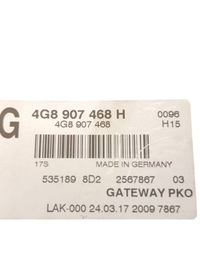 G 4G8 907 468 H 0096
4G8 907 468 H15
17S MADE IN GERMANY
535189 8D2 2567867 03
GATEWAY PKO
LAK-000 24.03.17 2009 7867